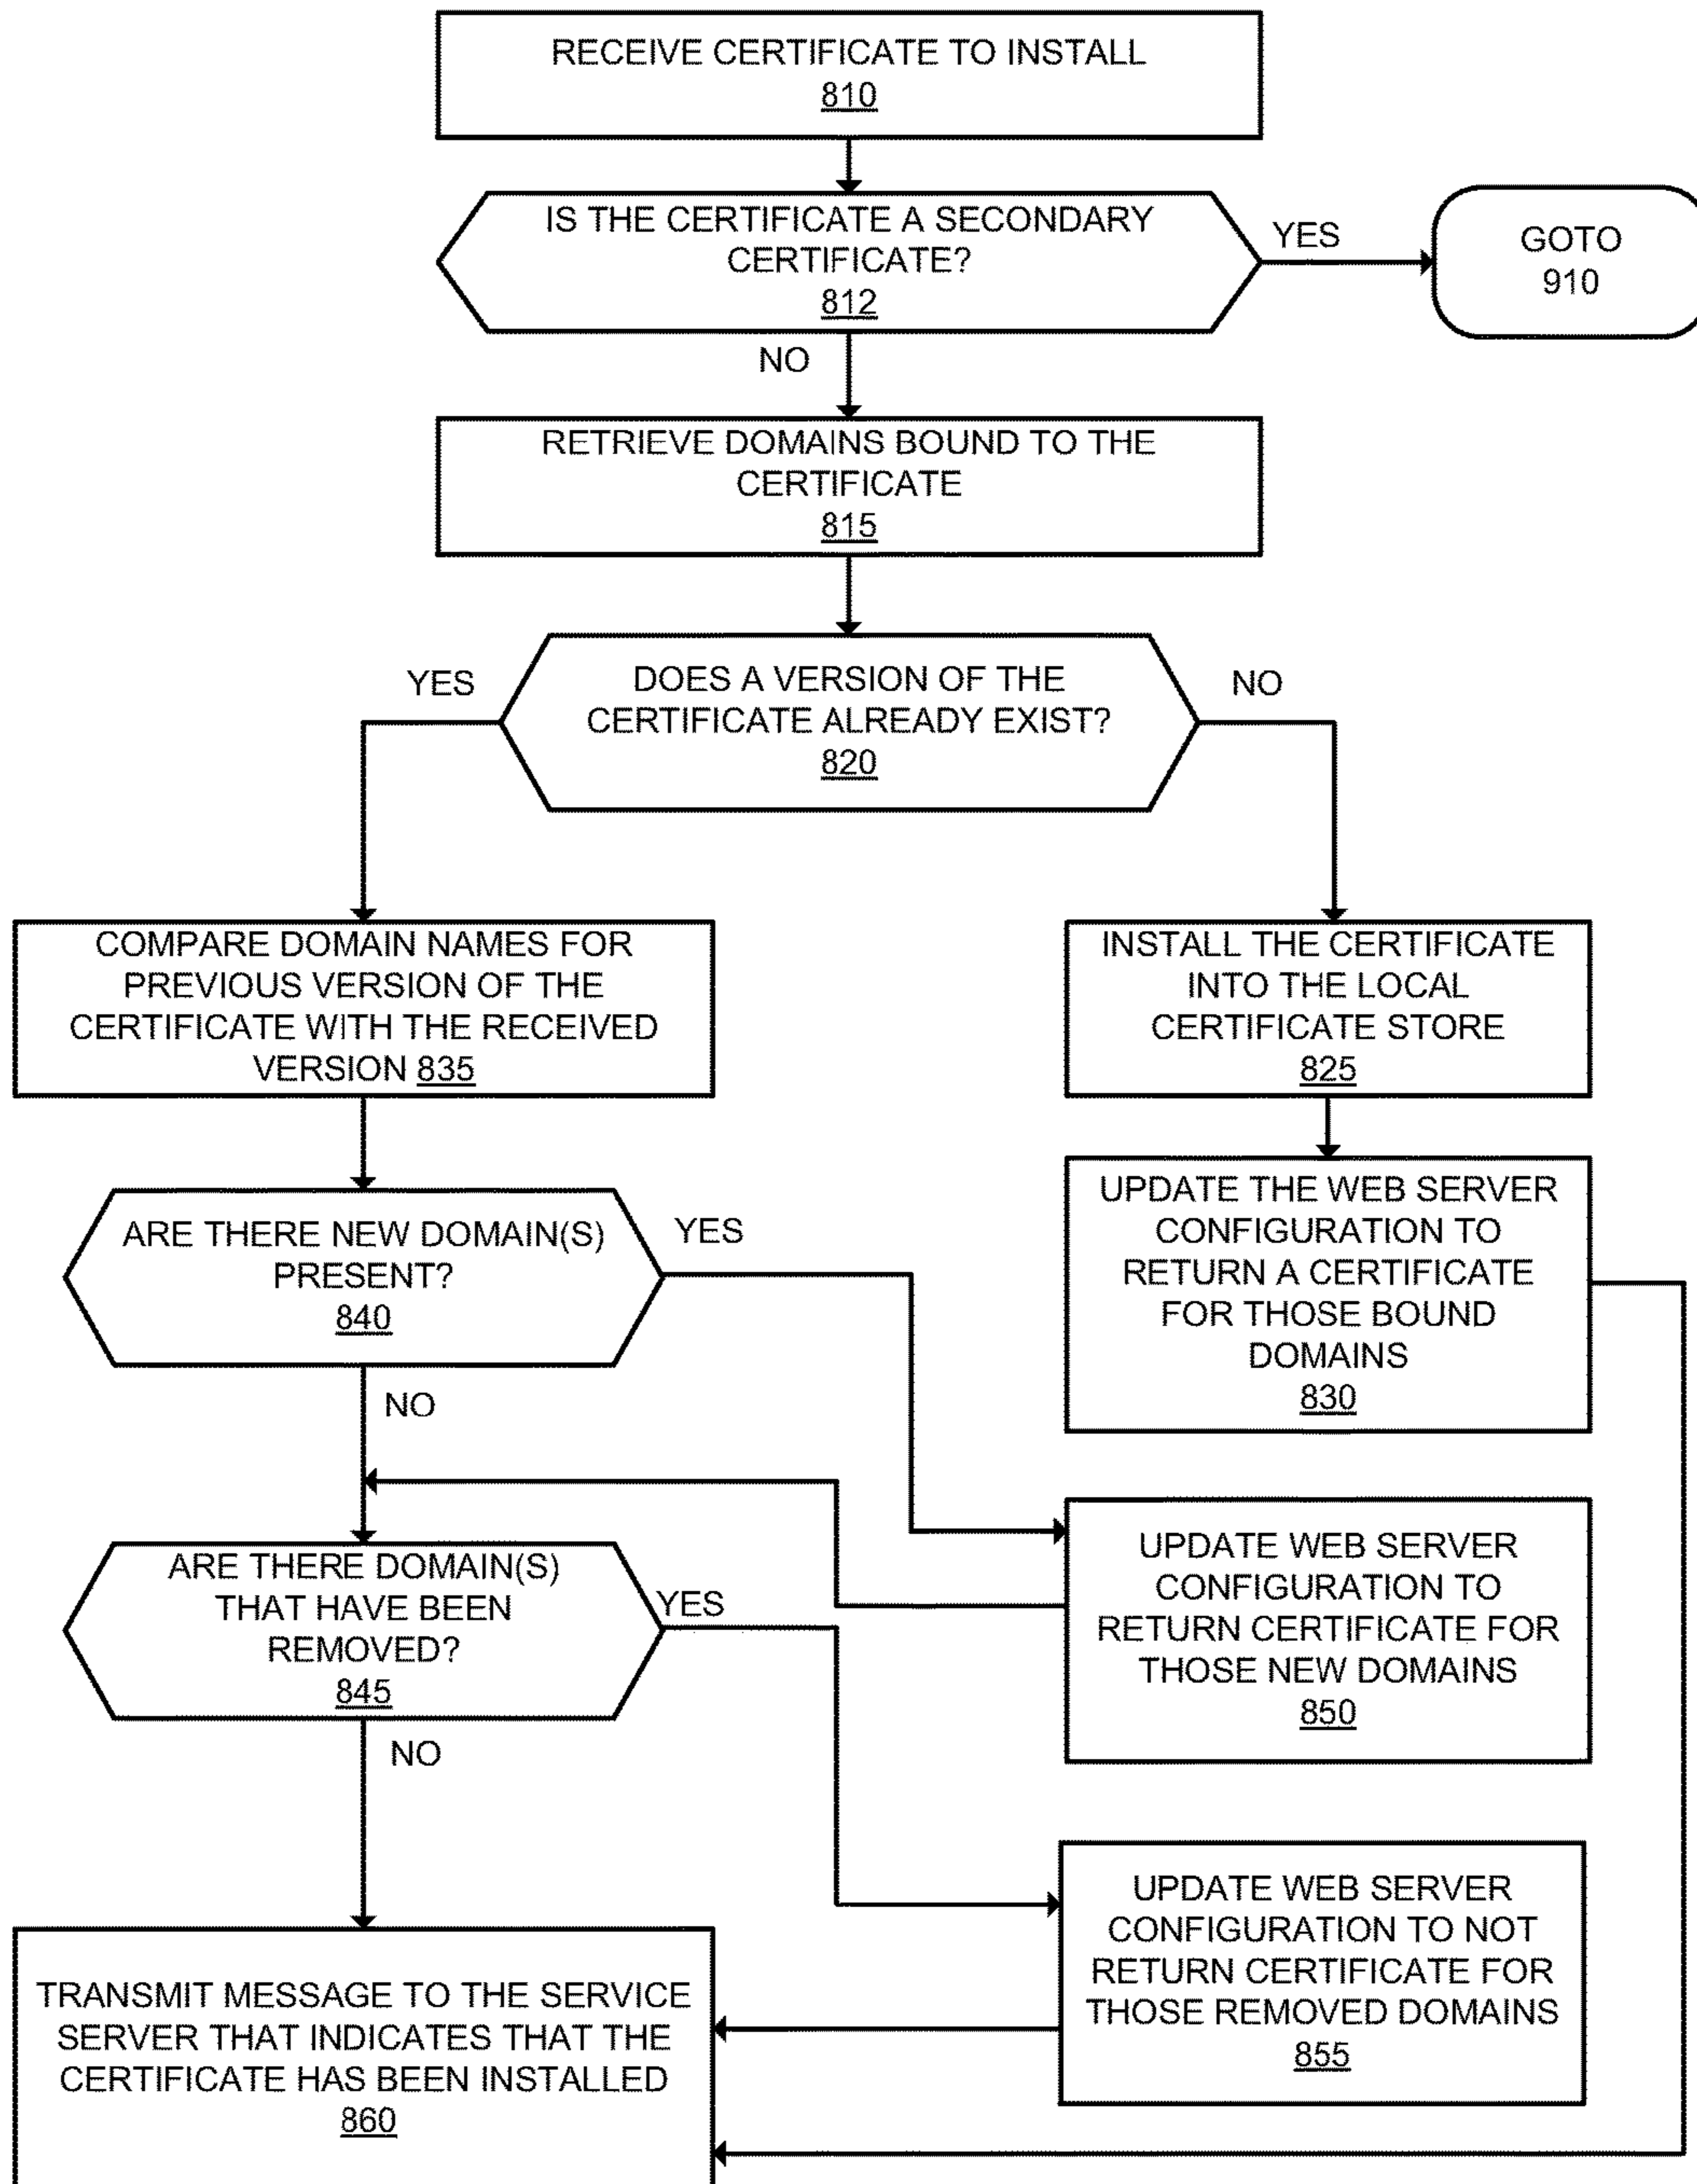 RECEIVE CERTIFICATE TO INSTALL
810
IS THE CERTIFICATE A SECONDARY
CERTIFICATE?
812
YES
GOTO
910
NO
RETRIEVE DOMAINS BOUND TO THE
CERTIFICATE
815
YES
DOES A VERSION OF THE
CERTIFICATE ALREADY EXIST?
820
NO
COMPARE DOMAIN NAMES FOR
PREVIOUS VERSION OF THE
CERTIFICATE WITH THE RECEIVED
VERSION 835
INSTALL THE CERTIFICATE
INTO THE LOCAL
CERTIFICATE STORE
825
UPDATE THE WEB SERVER
CONFIGURATION TO
RETURN A CERTIFICATE
FOR THOSE BOUND
DOMAINS
830
ARE THERE NEW DOMAIN(S)
PRESENT?
840
YES
NO
UPDATE WEB SERVER
CONFIGURATION TO
RETURN CERTIFICATE FOR
THOSE NEW DOMAINS
850
ARE THERE DOMAIN(S)
THAT HAVE BEEN
REMOVED?
845
YES
NO
UPDATE WEB SERVER
CONFIGURATION TO NOT
RETURN CERTIFICATE FOR
THOSE REMOVED DOMAINS
855
TRANSMIT MESSAGE TO THE SERVICE
SERVER THAT INDICATES THAT THE
CERTIFICATE HAS BEEN INSTALLED
860